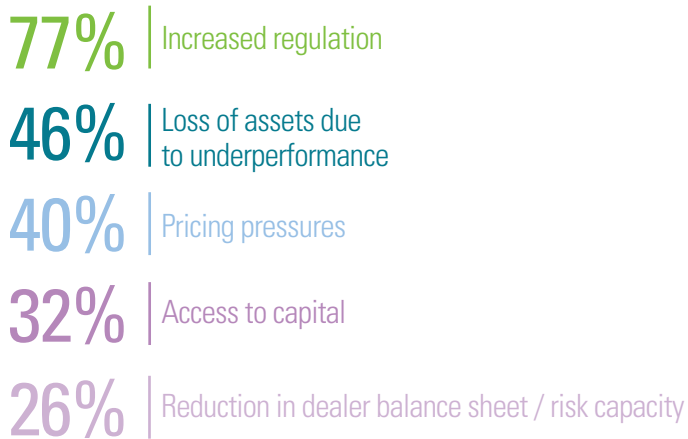 77% Increased regulation
46% Loss of assets due
to underperformance
40% Pricing pressures
32% Access to capital
26% Reduction in dealer balance sheet / risk capacity